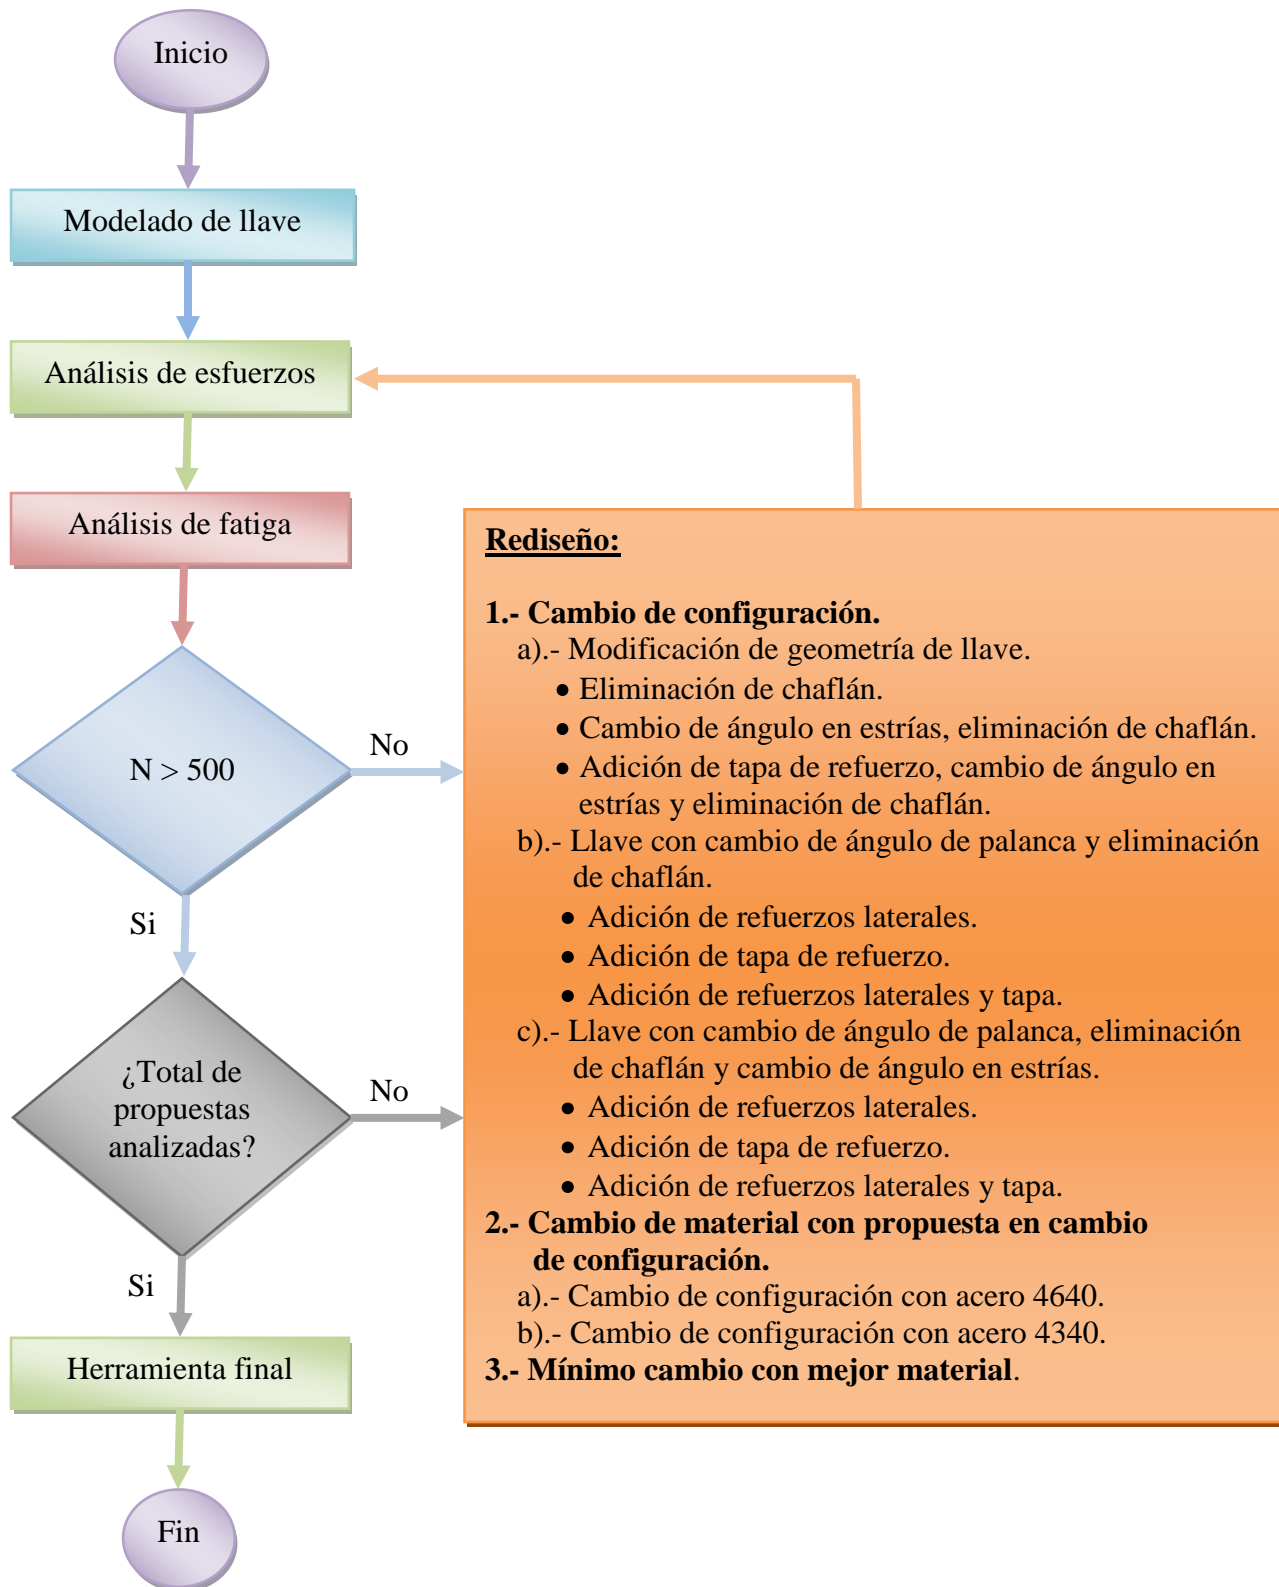 Inicio
Modelado de llave
Análisis de esfuerzos
Análisis de fatiga
N > 500
No
Si
¿Total de
propuestas
analizadas?
No
Si
Herramienta final
Fin
Rediseño:
1.- Cambio de configuración.
a).- Modificación de geometría de llave.
• Eliminación de chaflán.
• Cambio de ángulo en estrías, eliminación de chaflán.
• Adición de tapa de refuerzo, cambio de ángulo en
estrías y eliminación de chaflán.
b).- Llave con cambio de ángulo de palanca y eliminación
de chaflán.
• Adición de refuerzos laterales.
• Adición de tapa de refuerzo.
• Adición de refuerzos laterales y tapa.
c).- Llave con cambio de ángulo de palanca, eliminación
de chaflán y cambio de ángulo en estrías.
• Adición de refuerzos laterales.
• Adición de tapa de refuerzo.
• Adición de refuerzos laterales y tapa.
2.- Cambio de material con propuesta en cambio
de configuración.
a).- Cambio de configuración con acero 4640.
b).- Cambio de configuración con acero 4340.
3.- Mínimo cambio con mejor material.